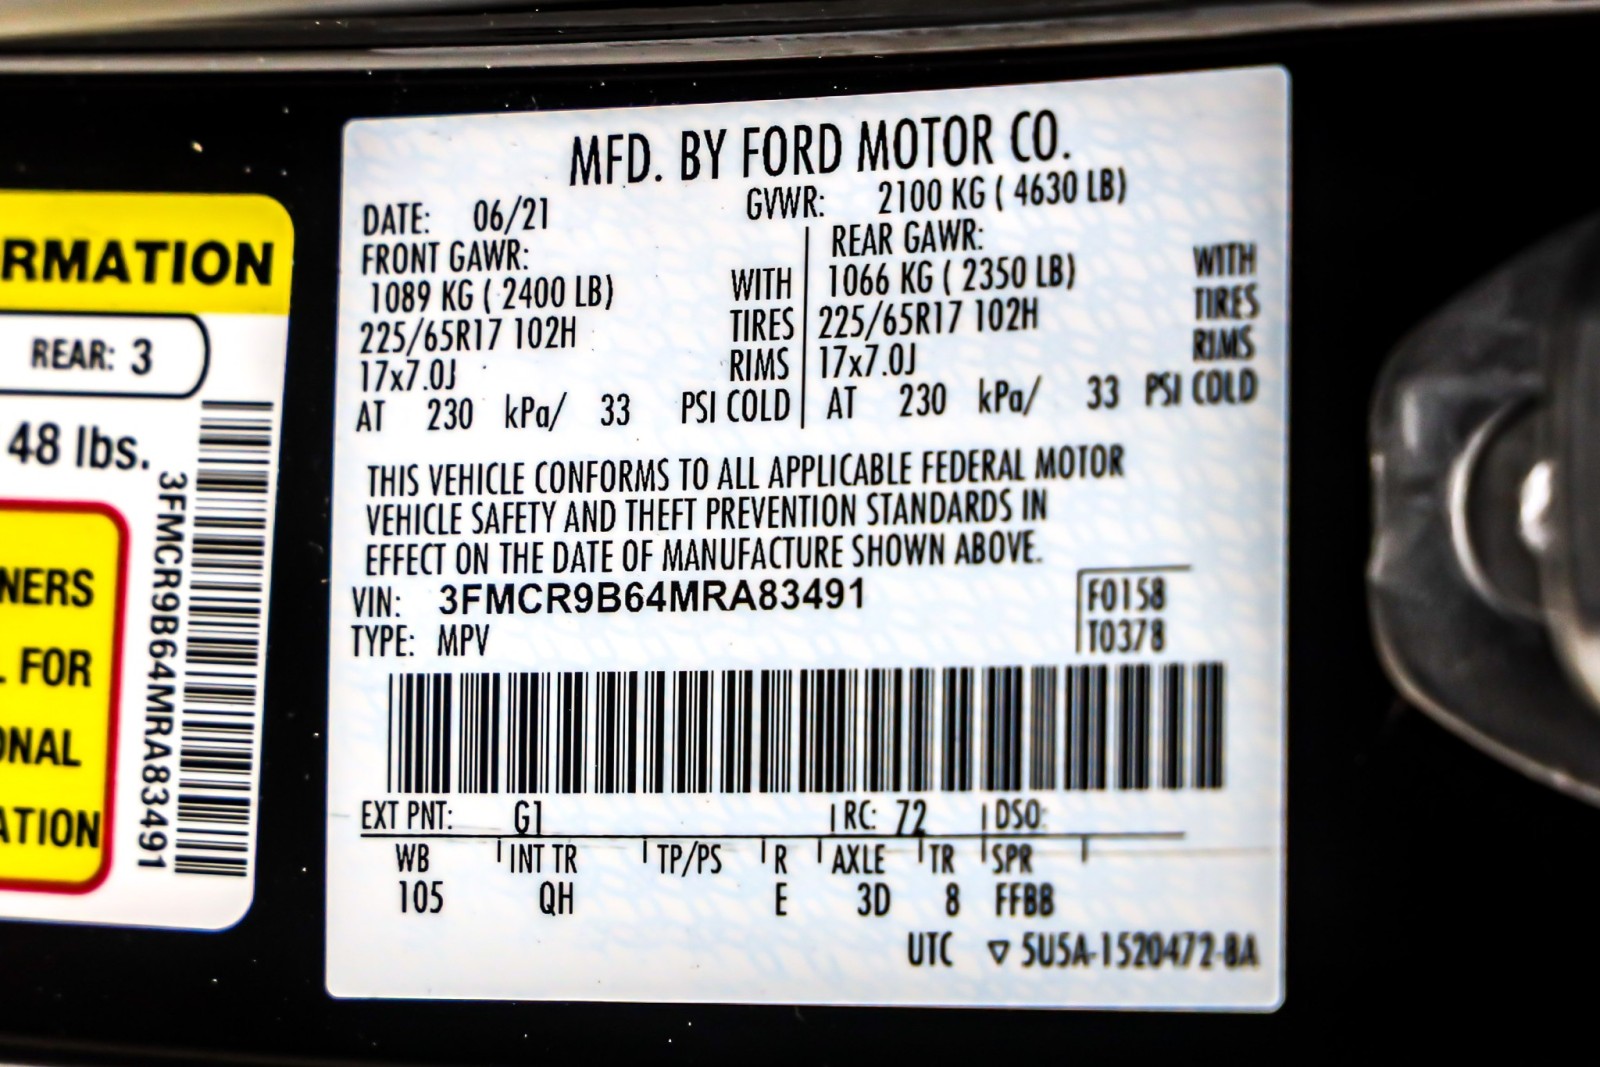 RMATION
REAR: 3
48 lbs.
3FMCR9B64MRA83491
NERS
FOR
ONAL
ATION
MFD. BY FORD MOTOR CO.
DATE: 06/21 GVWR: 2100 KG ( 4630 LB)
FRONT GAWR: REAR GAWR:
1089 KG ( 2400 LB) WITH 1066 KG ( 2350 LB) WITH
225/65R17 102H TIRES 225/65R17 102H TIRES
17x7.0J RIMS 17x7.0J RIMS
AT 230 kPa/ 33 PSI COLD AT 230 kPa/ 33 PSI COLD
THIS VEHICLE CONFORMS TO ALL APPLICABLE FEDERAL MOTOR
VEHICLE SAFETY AND THEFT PREVENTION STANDARDS IN
EFFECT ON THE DATE OF MANUFACTURE SHOWN ABOVE.
VIN: 3FMCR9B64MRA83491 F0158
TYPE: MPV T0378
EXT PNT: G1 RC: 72 DSO:
WB INT TR TP/PS R AXLE TR SPR
105 QH E 3D 8 FFBB
UTC ▽ 5U5A-1520472-BA